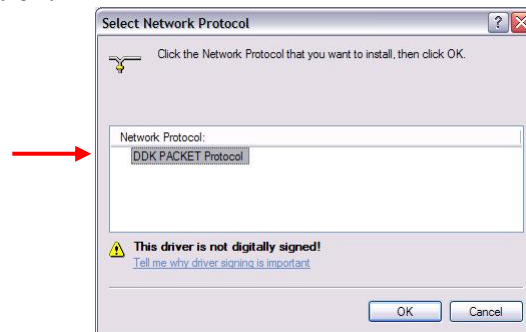 Select Network Protocol
Click the Network Protocol that you want to install, then click OK.
Network Protocol:
DDK PACKET Protocol
This driver is not digitally signed!
Tell me why driver signing is important
OK Cancel